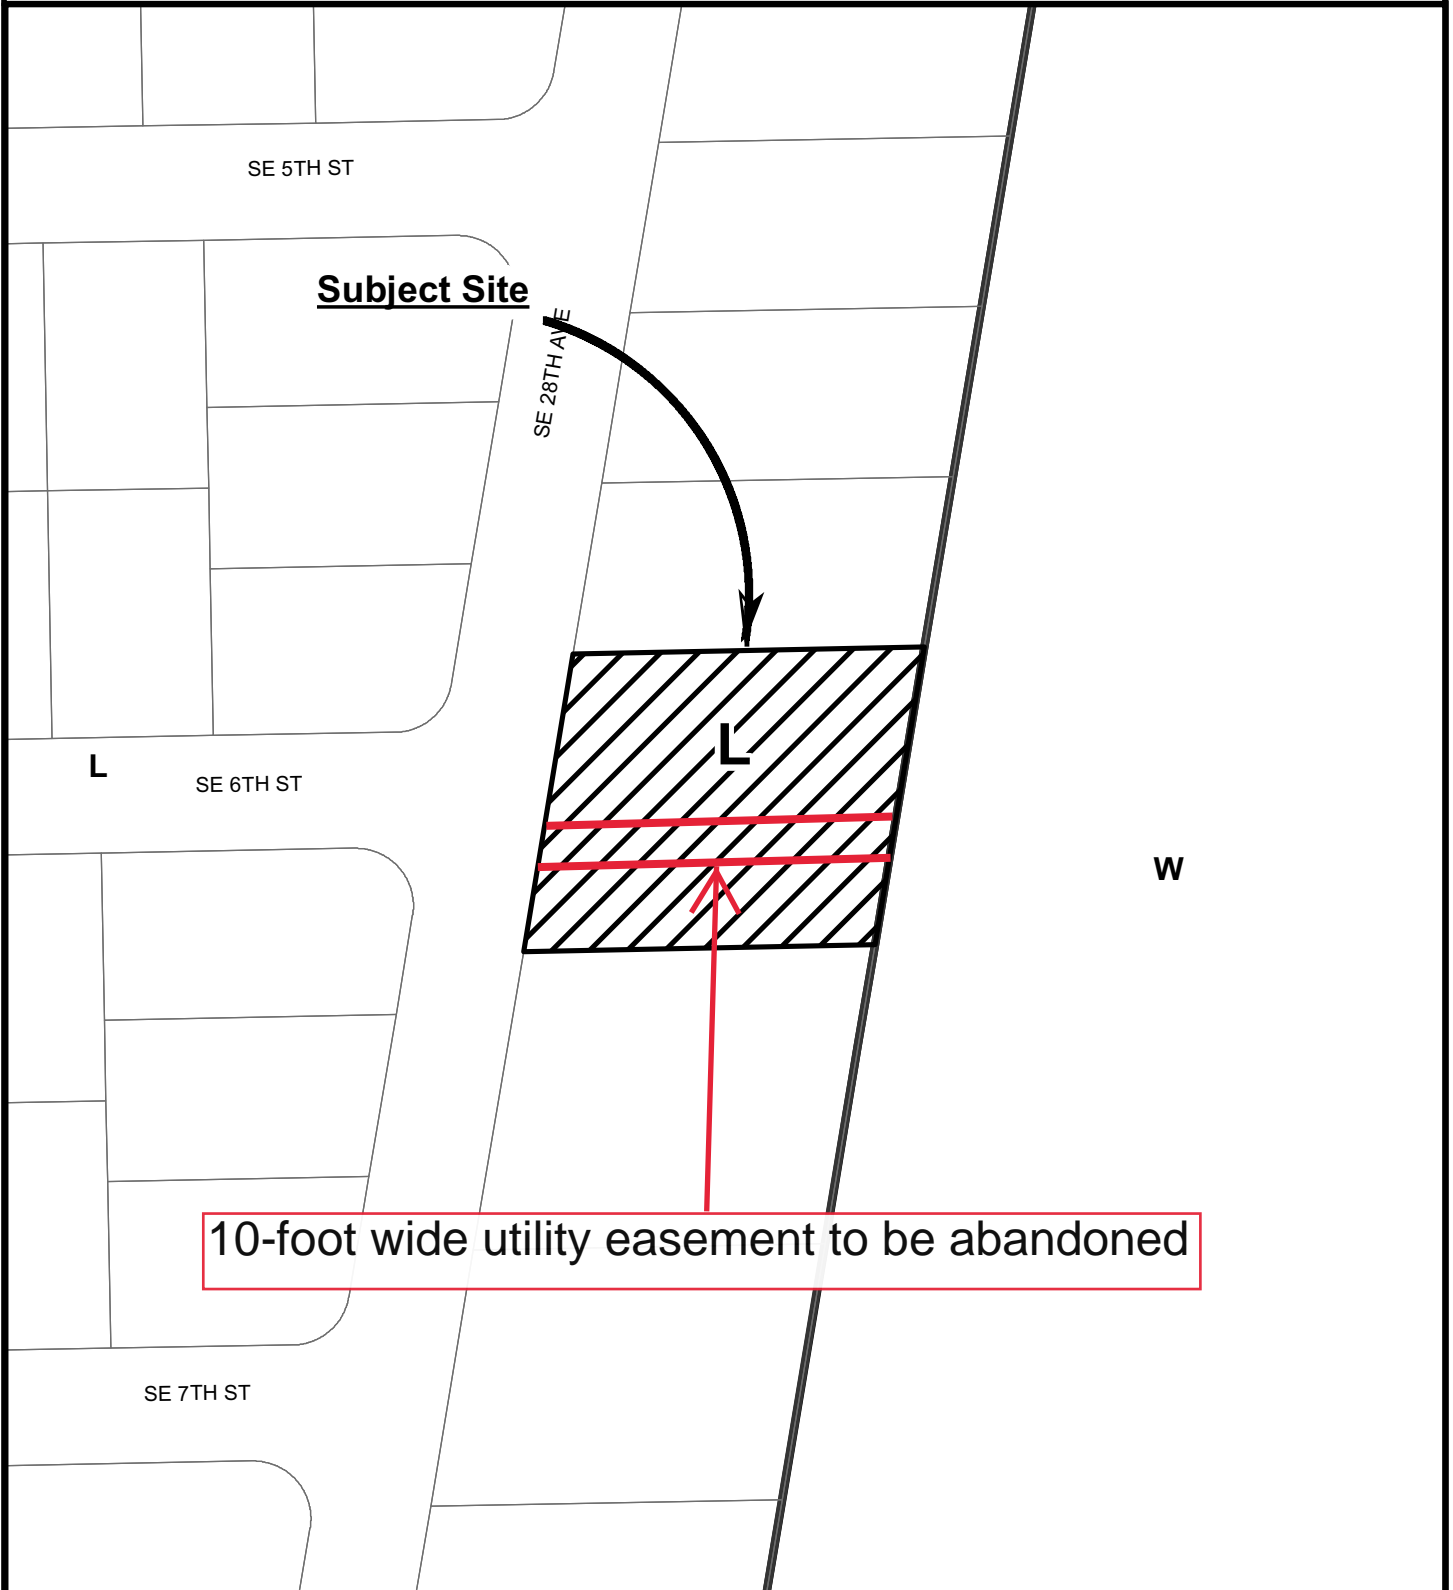 SE 5TH ST
Subject Site
SE 28TH AVE
L
L
SE 6TH ST
W
10-foot wide utility easement to be abandoned
SE 7TH ST